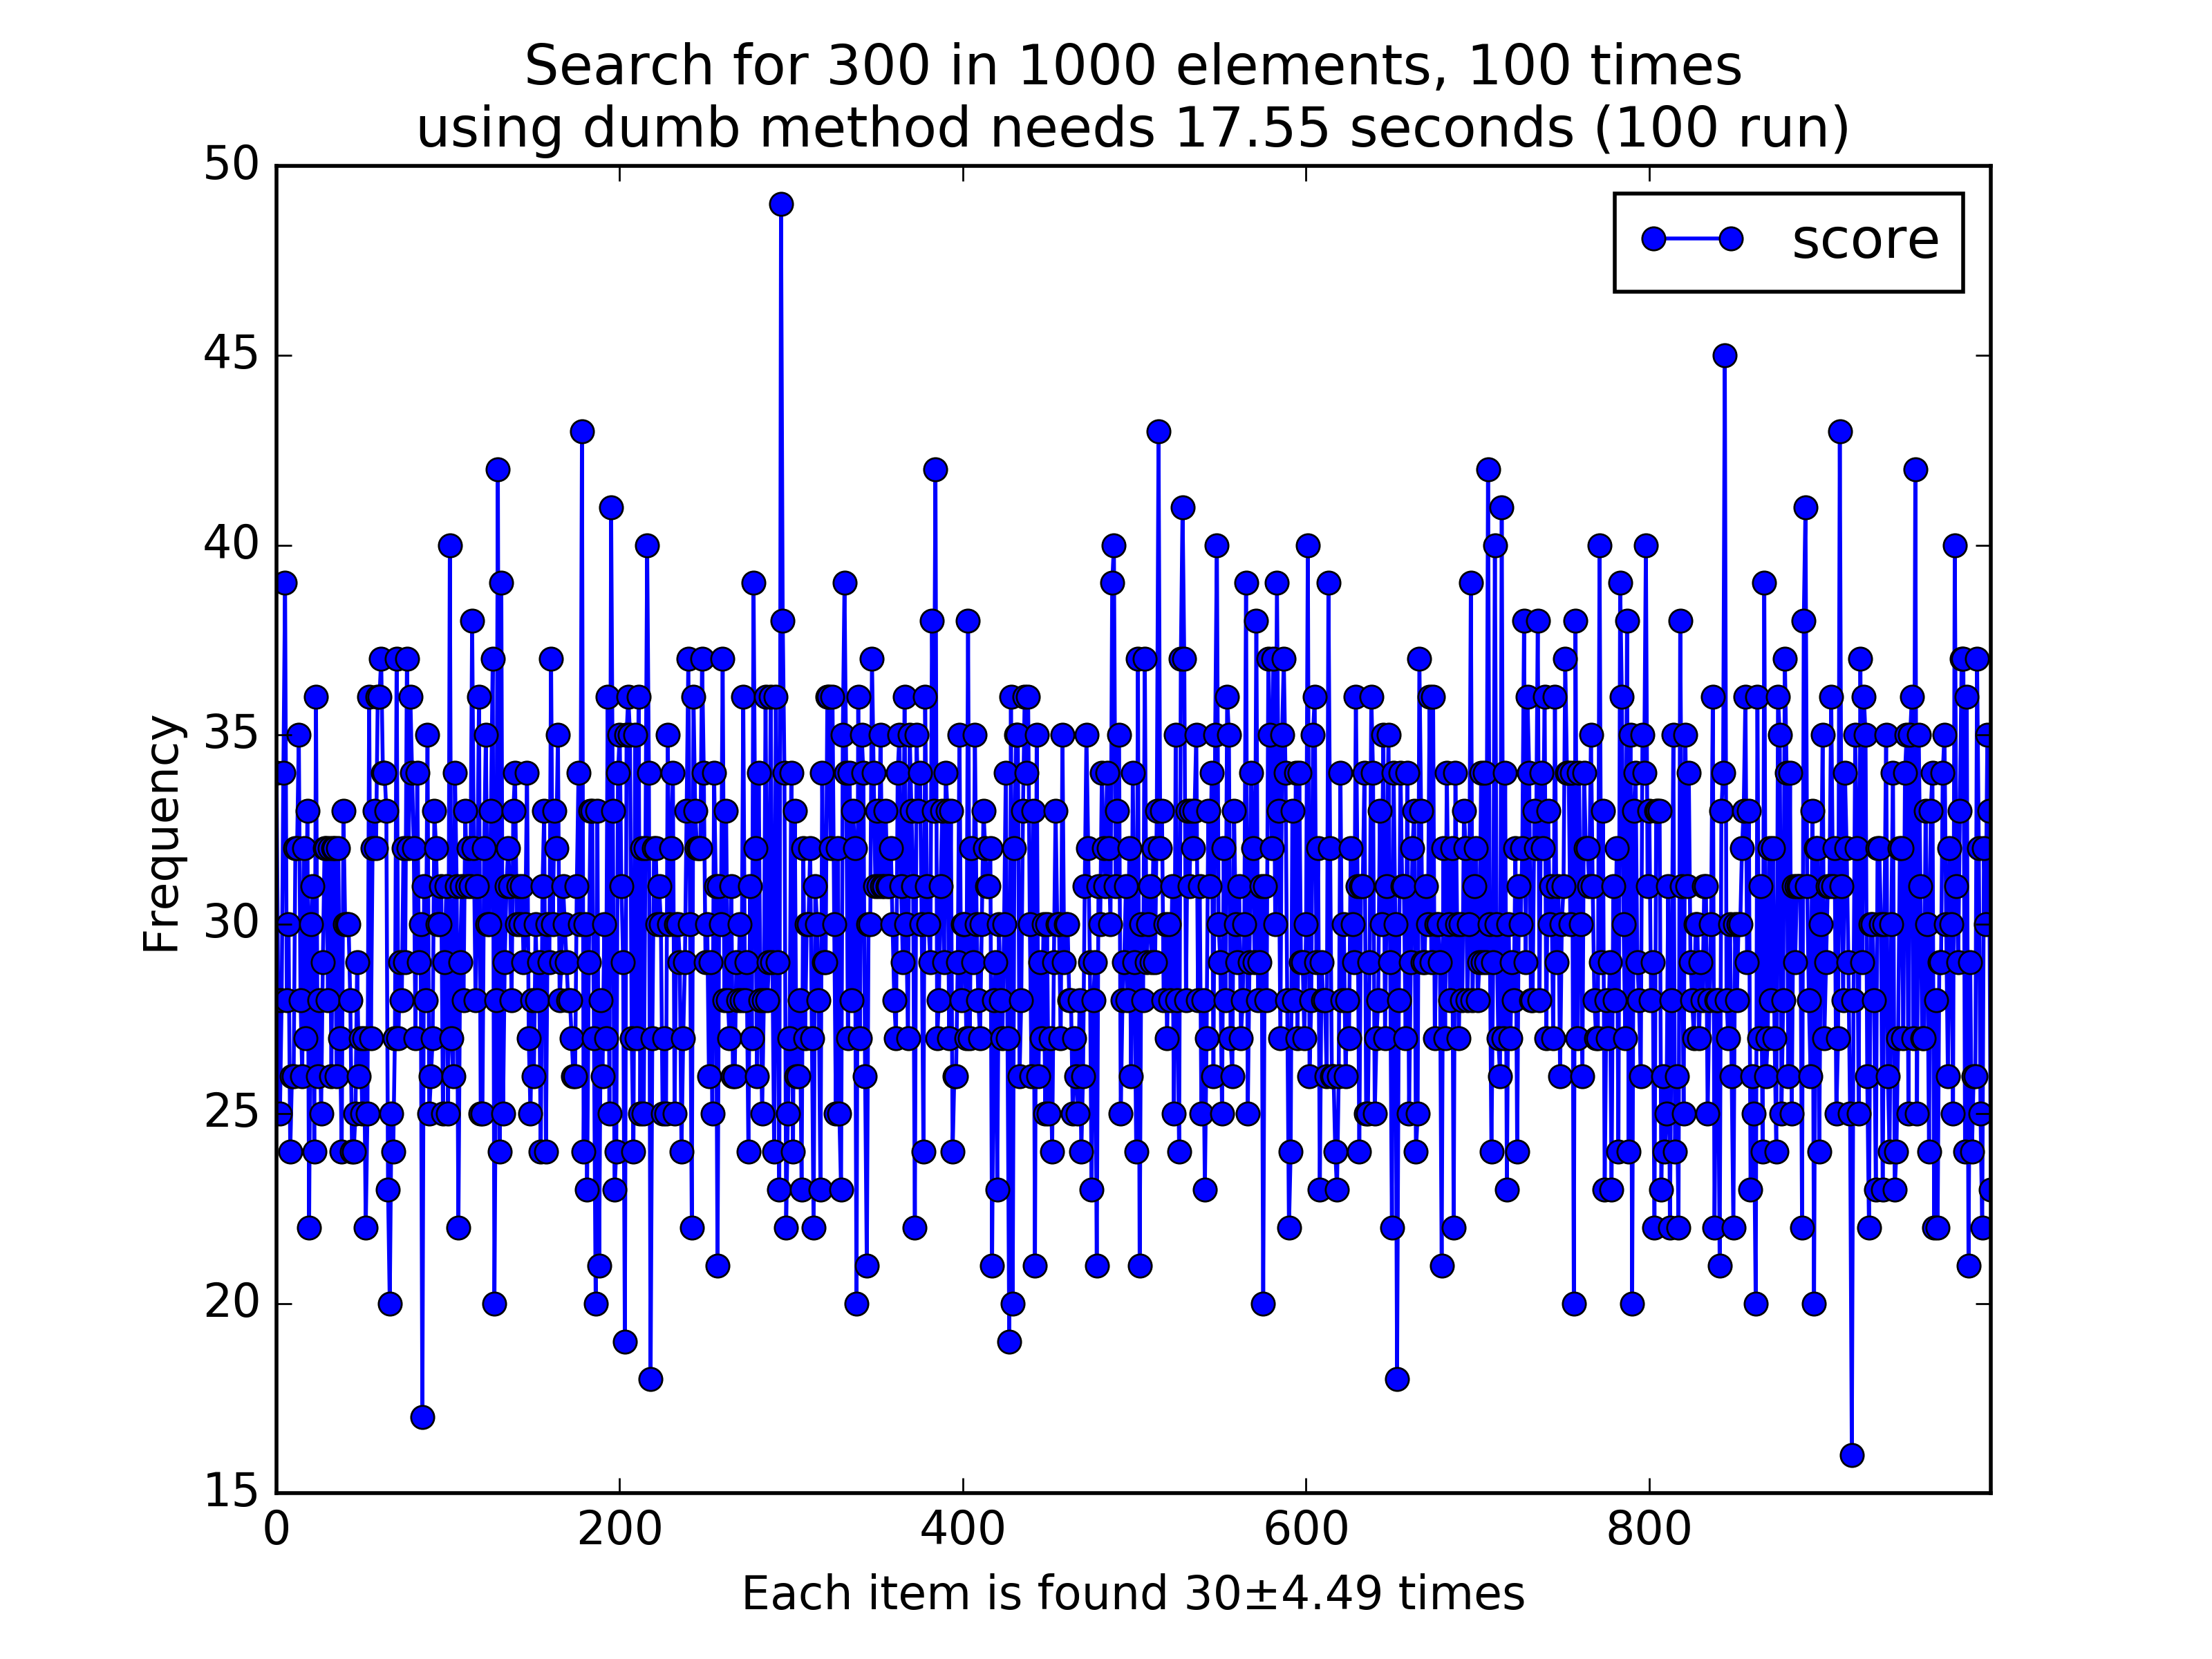 Search for 300 in 1000 elements, 100 times
using dumb method needs 17.55 seconds (100 run)
score
50
45
40
35
30
25
20
15
Frequency
0 200 400 600 800
Each item is found 30±4.49 times